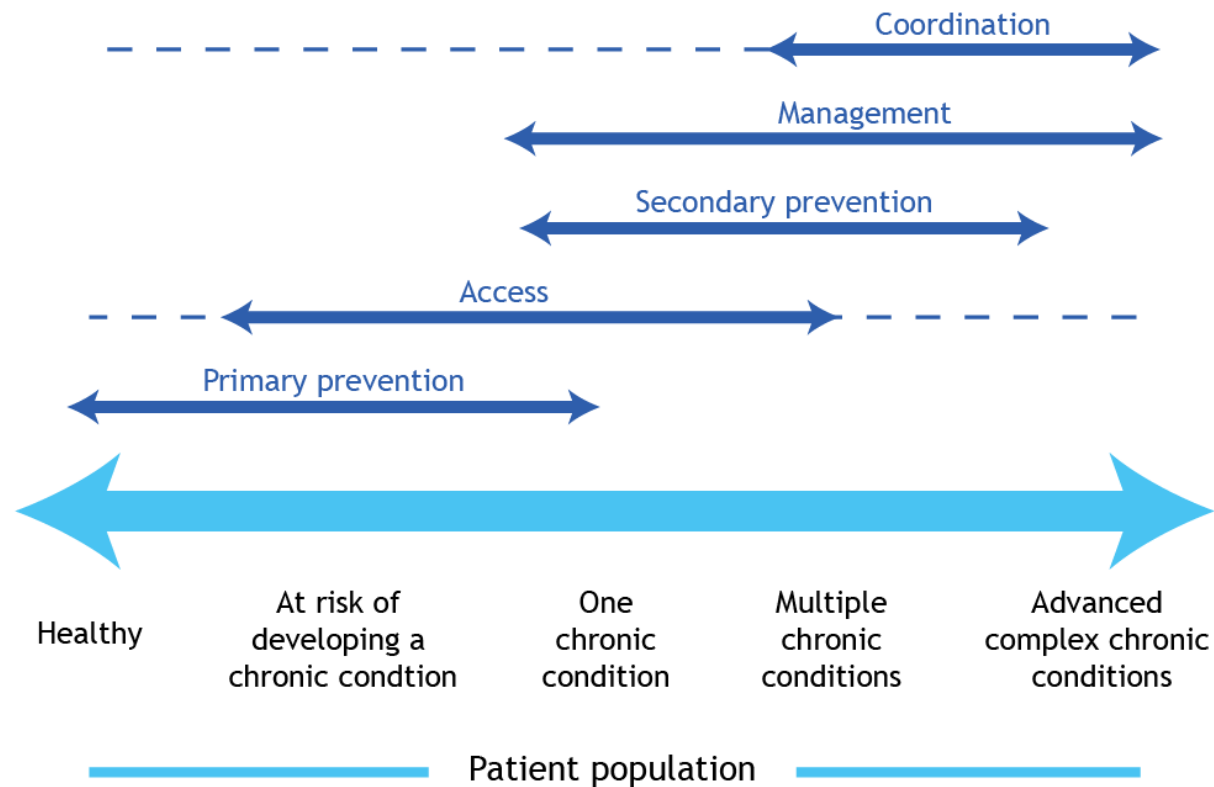 Coordination
Management
Secondary prevention
Access
Primary prevention
Healthy
At risk of
developing a
chronic condtion
One
chronic
condition
Multiple
chronic
conditions
Advanced
complex chronic
conditions
Patient population